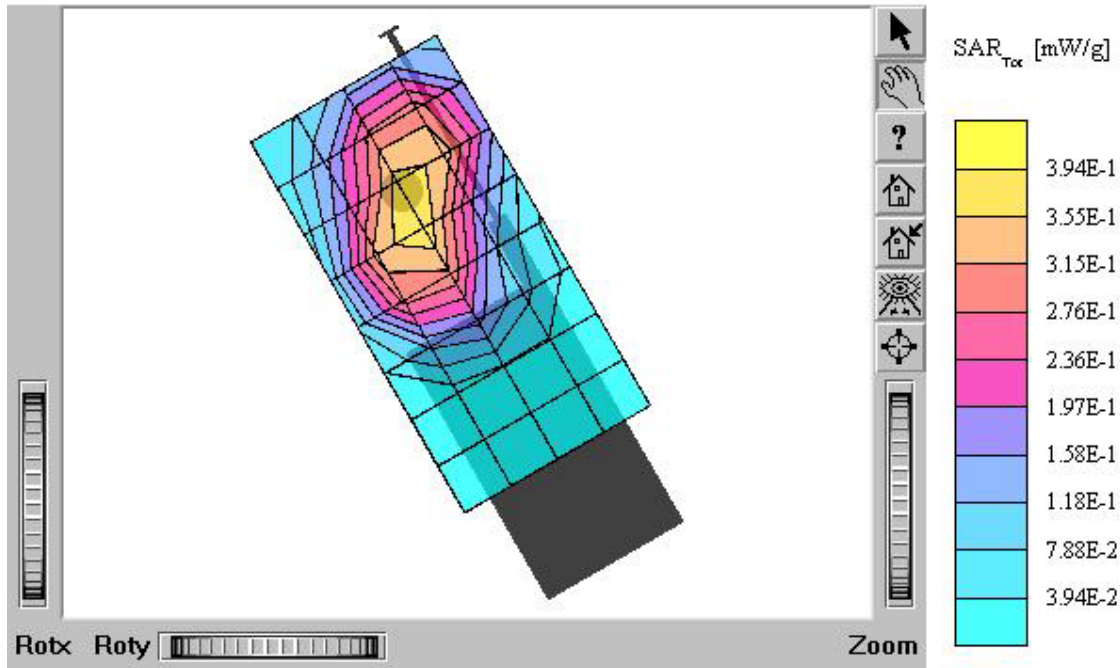 SAR_Tot [mW/g]
?
3.94E-1
3.55E-1
3.15E-1
2.76E-1
2.36E-1
1.97E-1
1.58E-1
1.18E-1
7.88E-2
3.94E-2
Rotx Roty Zoom